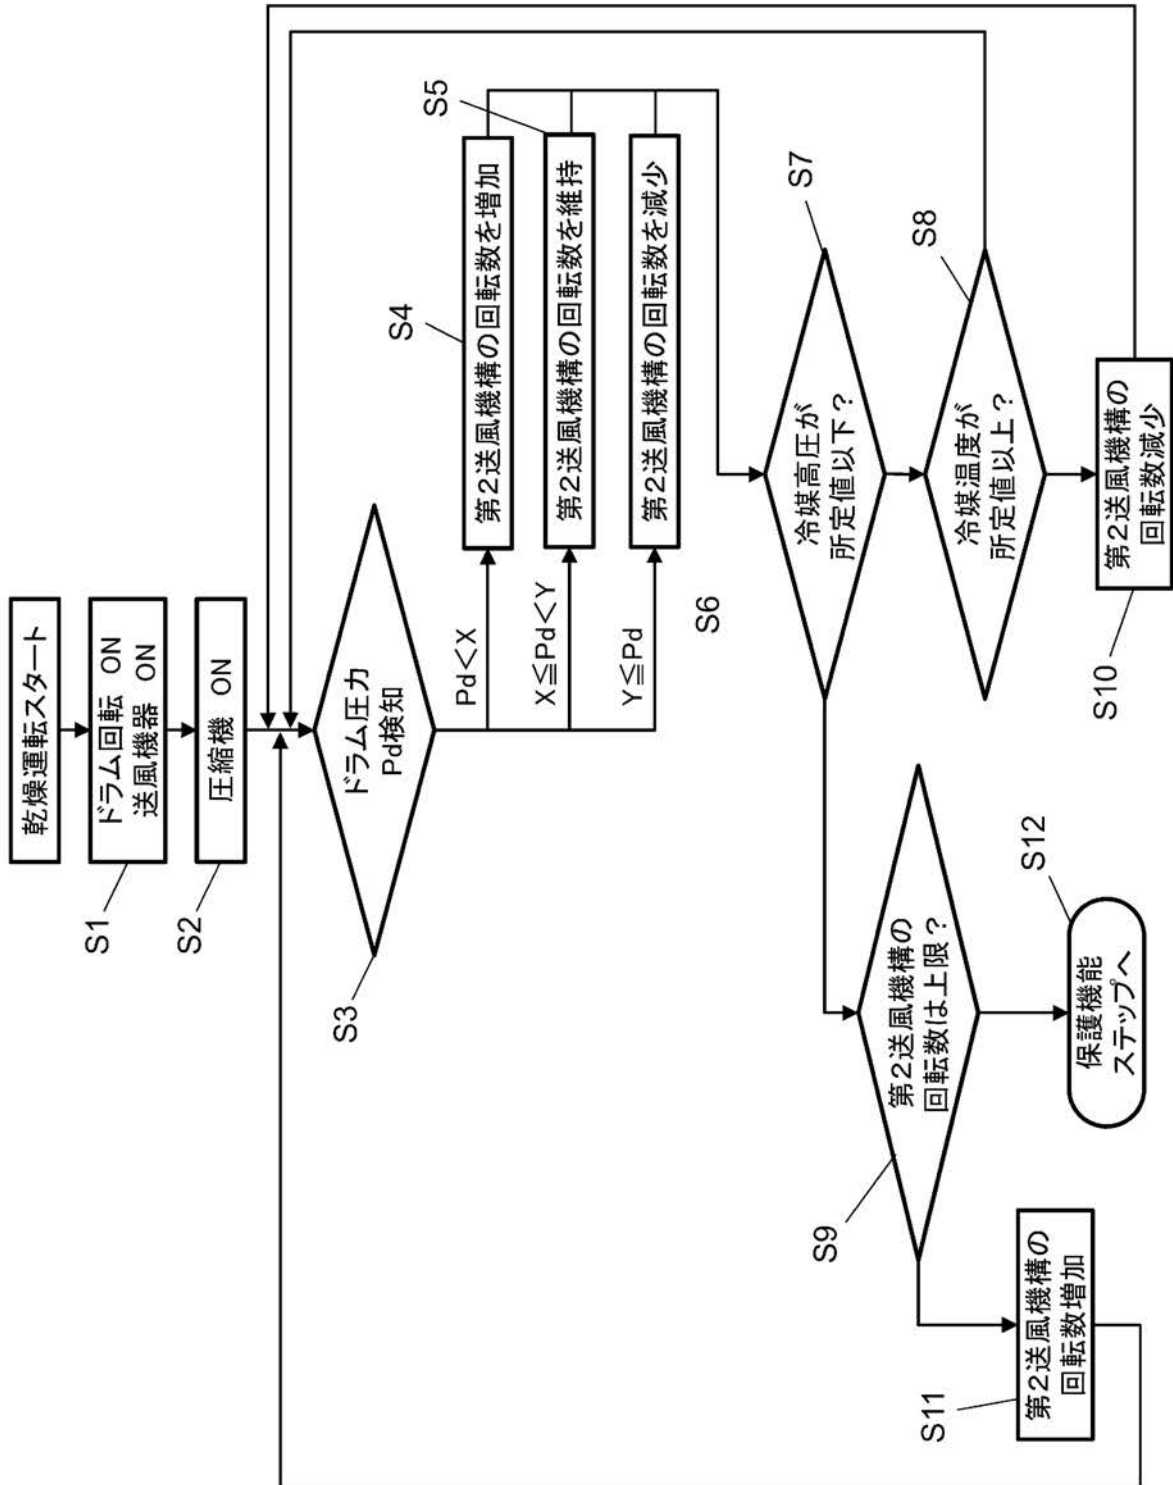 乾燥運転スタート
ドラム回転 ON
送風機器 ON
S1
圧縮機 ON
S2
ドラム圧力
Pd検知
S3
Pd<X
X≦Pd<Y
Y≦Pd
第2送風機構の回転数を増加
S4
第2送風機構の回転数を維持
S5
第2送風機構の回転数を減少
S6
冷媒高圧が
所定値以下?
S7
冷媒温度が
所定値以上?
S8
第2送風機構の
回転数は上限?
S9
第2送風機構の
回転数減少
S10
第2送風機構の
回転数増加
S11
保護機能
ステップへ
S12